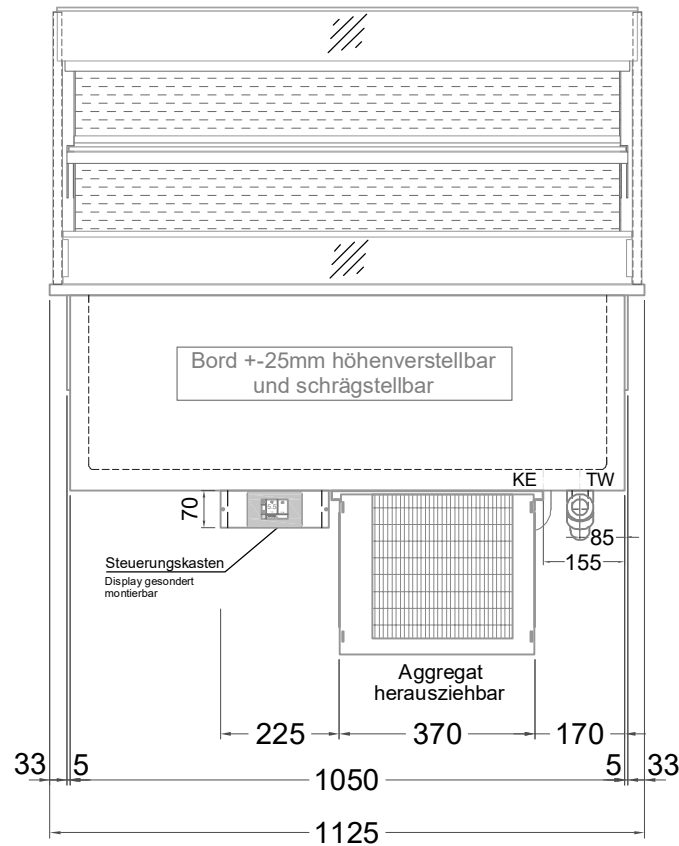 Bord +-25mm höhenverstellbar
und schrägstellbar
KE TW
70
85
155
Steuerungskasten
Display gesondert
montierbar
Aggregat
herausziehbar
225 370 170
33 5 1050 5 33
1125